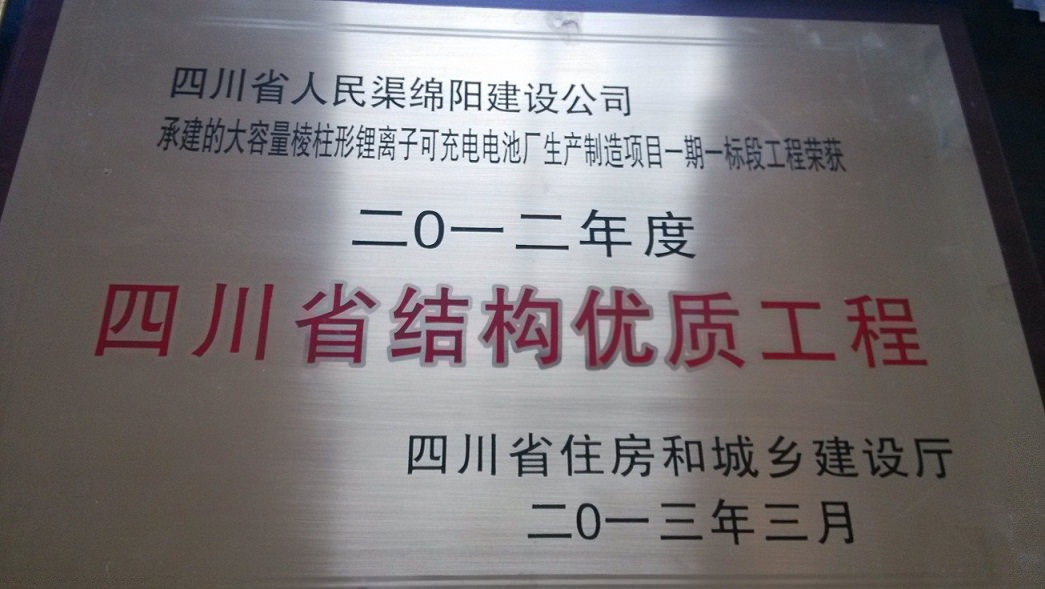 四川省人民渠绵阳建设公司
承建的大容量棱柱形锂离子可充电电池厂生产制造项目一期一标段工程荣获
二0一二年度
四川省结构优质工程
四川省住房和城乡建设厅
二0一三年三月